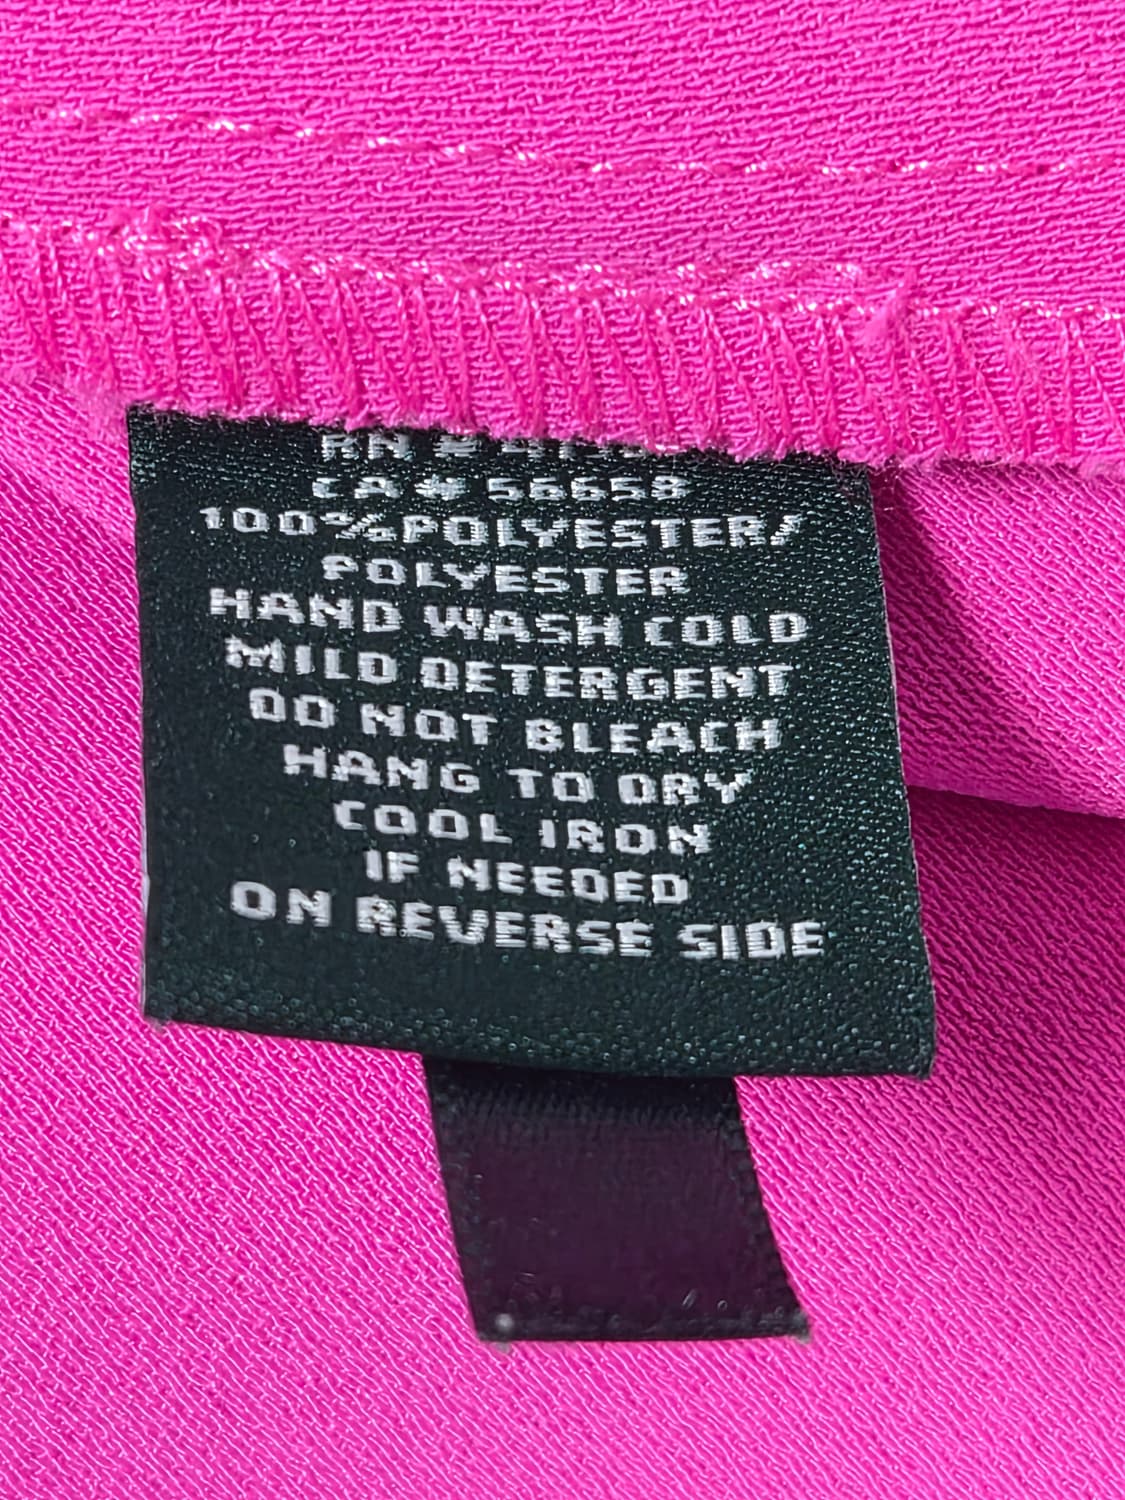 RN #
CA# 56658
100%POLYESTER/
POLYESTER
HAND WASH COLD
MILD DETERGENT
DO NOT BLEACH
HANG TO DRY
COOL IRON
IF NEEDED
ON REVERSE SIDE